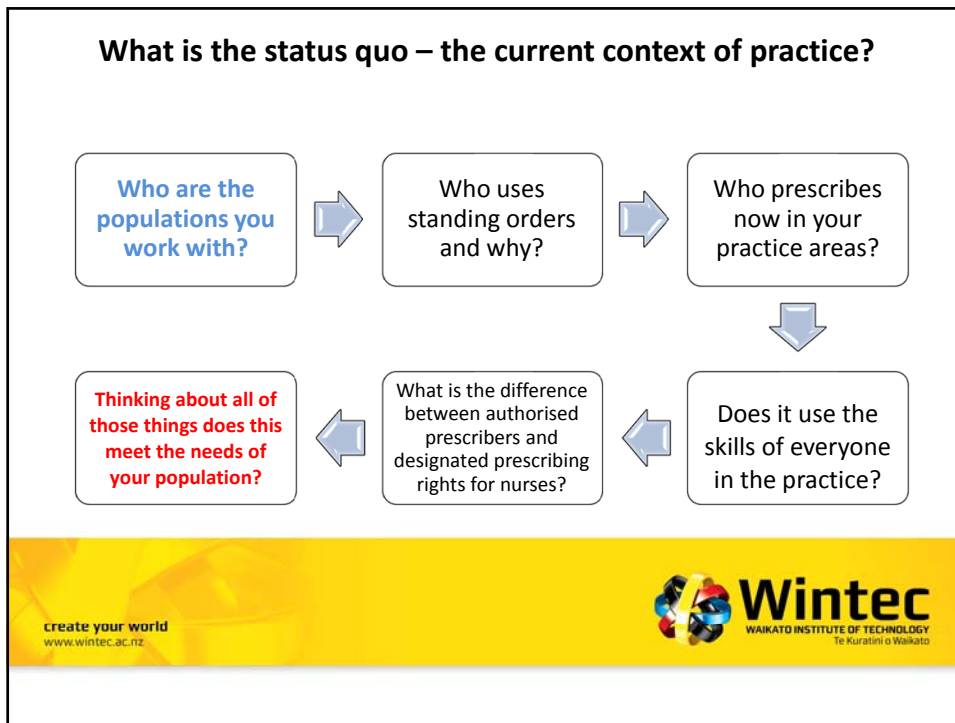 What is the status quo – the current context of practice?
Who are the
populations you
work with?
Who uses
standing orders
and why?
Who prescribes
now in your
practice areas?
Does it use the
skills of everyone
in the practice?
What is the difference
between authorised
prescribers and
designated prescribing
rights for nurses?
Thinking about all of
those things does this
meet the needs of
your population?
create your world
www.wintec.ac.nz
Wintec
WAIKATO INSTITUTE OF TECHNOLOGY
Te Kuratini o Waikato